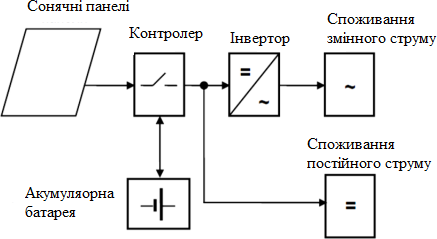 Сонячні панелі
Контролер
Інвертор
Споживання
змінного струму
=
~
~
Споживання
постійного струму
=
Акумуляорна
батарея